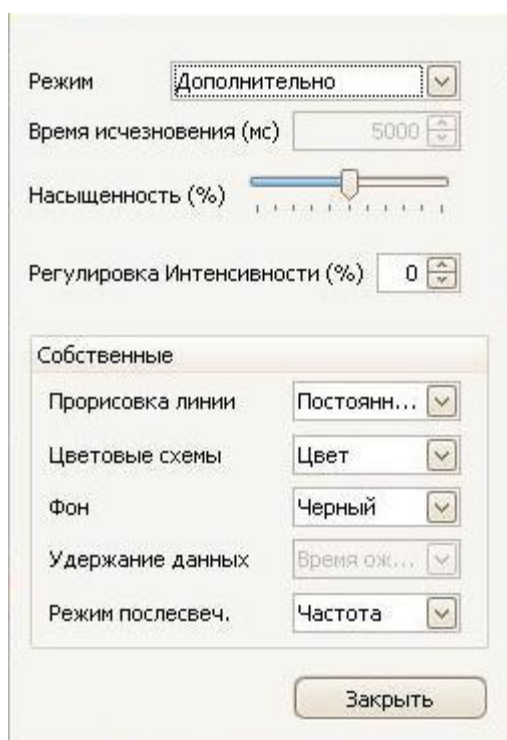 Режим Дополнительно
Время исчезновения (мс) 5000
Насыщенность (%)
Регулировка Интенсивности (%) 0
Собственные
Прорисовка линии Постоянн...
Цветовые схемы Цвет
Фон Черный
Удержание данных Время ож...
Режим послесвеч. Частота
Закрыть